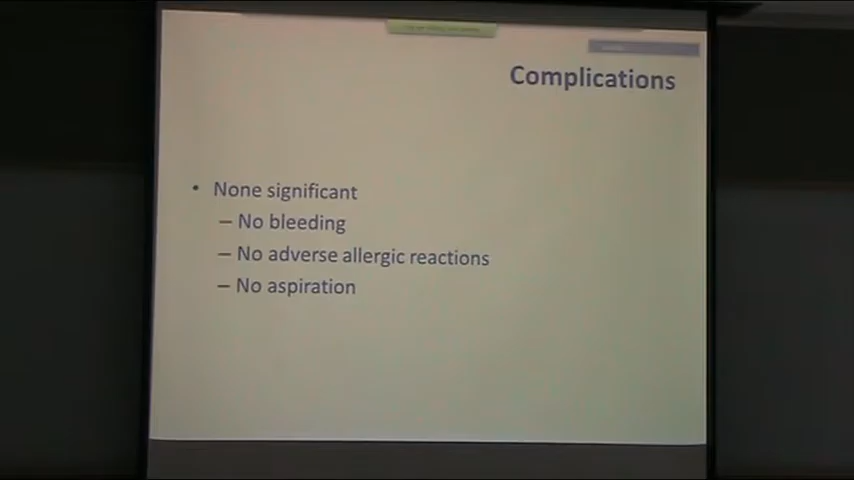 Complications
• None significant
– No bleeding
– No adverse allergic reactions
– No aspiration